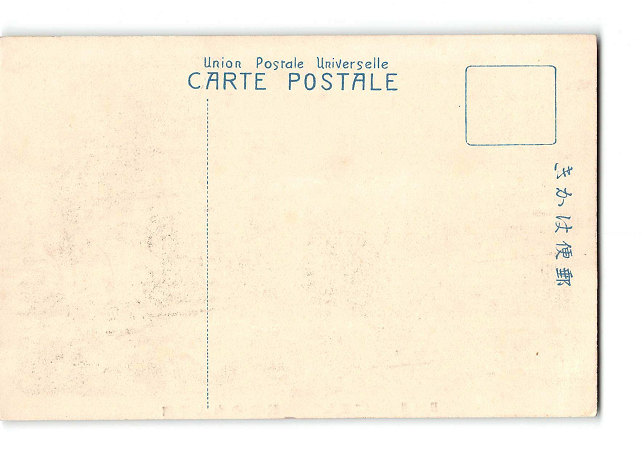 Union Postale Universelle
CARTE POSTALE
郵便はかき